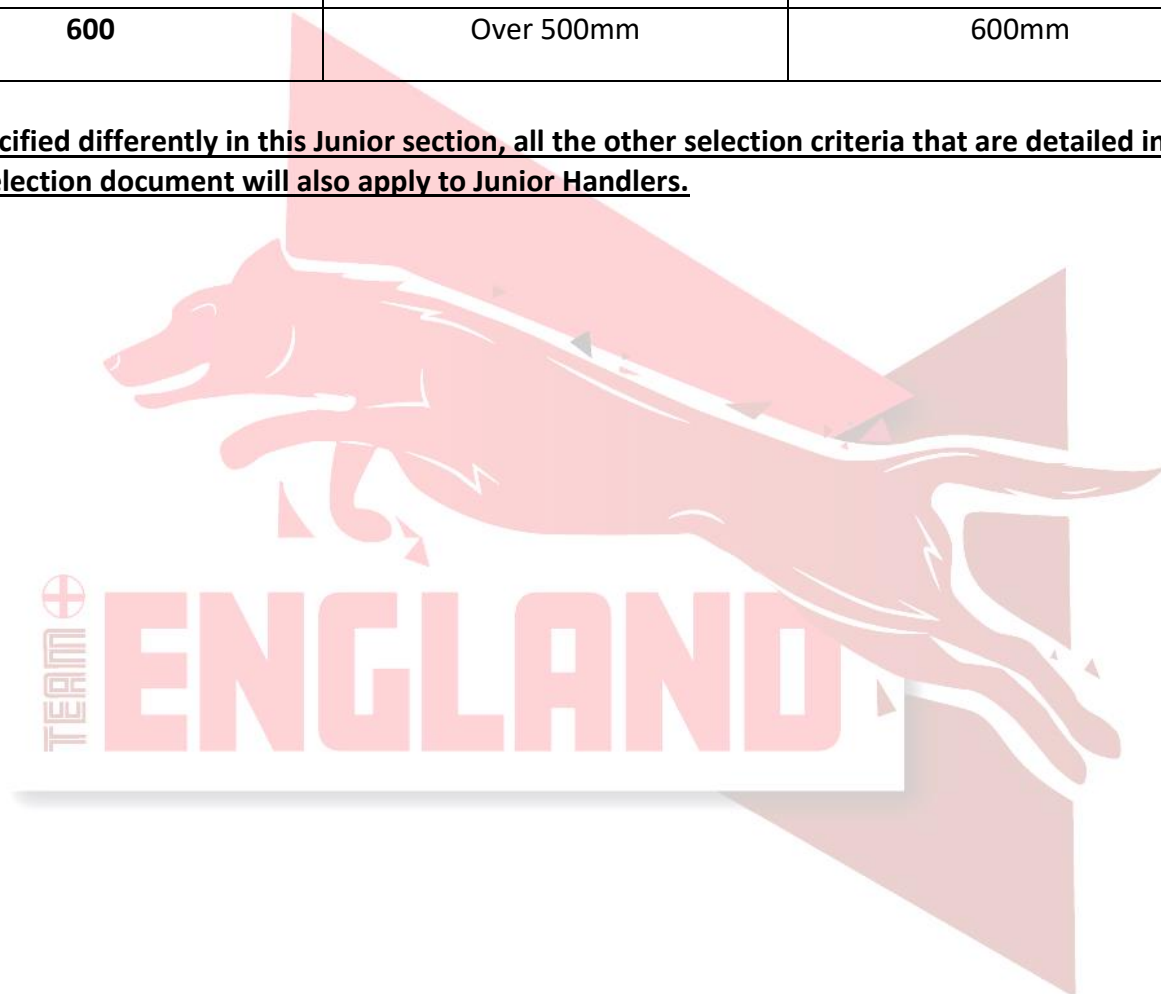 600 Over 500mm 600mm
cified differently in this Junior section, all the other selection criteria that are detailed in
election document will also apply to Junior Handlers.
TEAM
ENGLAND